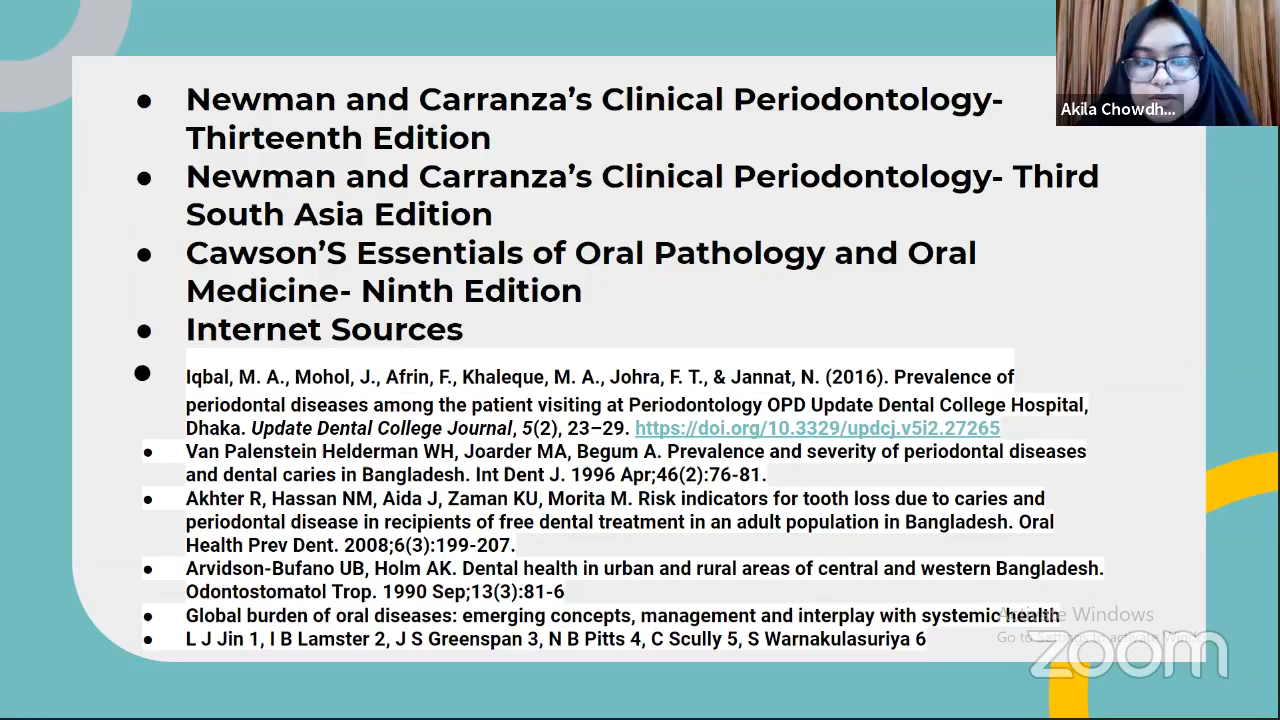 Akila Chowdh...
● Newman and Carranza's Clinical Periodontology-
Thirteenth Edition
● Newman and Carranza's Clinical Periodontology- Third
South Asia Edition
● Cawson'S Essentials of Oral Pathology and Oral
Medicine- Ninth Edition
● Internet Sources
● Iqbal, M. A., Mohol, J., Afrin, F., Khaleque, M. A., Johra, F. T., & Jannat, N. (2016). Prevalence of
periodontal diseases among the patient visiting at Periodontology OPD Update Dental College Hospital,
Dhaka. Update Dental College Journal, 5(2), 23–29. https://doi.org/10.3329/updcj.v5i2.27265
● Van Palenstein Helderman WH, Joarder MA, Begum A. Prevalence and severity of periodontal diseases
and dental caries in Bangladesh. Int Dent J. 1996 Apr;46(2):76-81.
● Akhter R, Hassan NM, Aida J, Zaman KU, Morita M. Risk indicators for tooth loss due to caries and
periodontal disease in recipients of free dental treatment in an adult population in Bangladesh. Oral
Health Prev Dent. 2008;6(3):199-207.
● Arvidson-Bufano UB, Holm AK. Dental health in urban and rural areas of central and western Bangladesh.
Odontostomatol Trop. 1990 Sep;13(3):81-6
● Global burden of oral diseases: emerging concepts, management and interplay with systemic health
● L J Jin 1, I B Lamster 2, J S Greenspan 3, N B Pitts 4, C Scully 5, S Warnakulasuriya 6
Activate Windows
Go to Settings to activate Wind
zoom